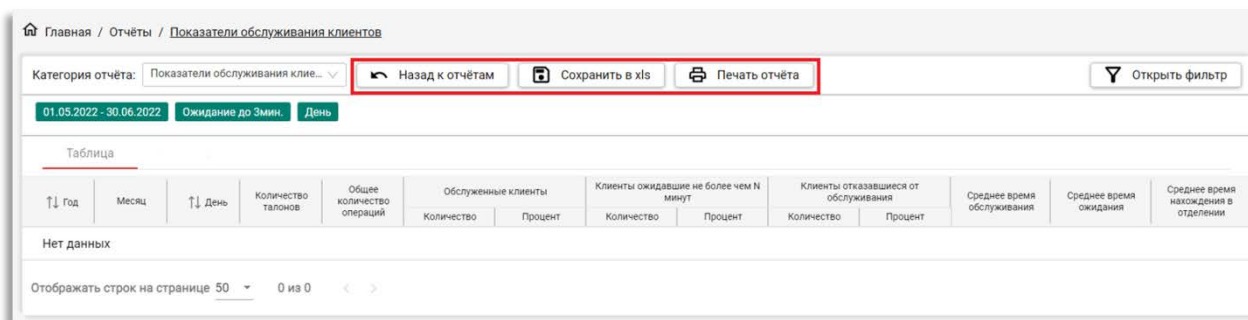 Главная / Отчёты / Показатели обслуживания клиентов
Категория отчёта: Показатели обслуживания клие... Назад к отчётам Сохранить в xls Печать отчёта Открыть фильтр
01.05.2022 - 30.06.2022 Ожидание до 3мин. День
Таблица
Год Месяц День Количество талонов Общее количество операций Обслуженные клиенты Клиенты ожидавшие не более чем N минут Клиенты отказавшиеся от обслуживания Среднее время обслуживания Среднее время ожидания Среднее время нахождения в отделении
Количество Процент Количество Процент Количество Процент
Нет данных
Отображать строк на странице 50 0 из 0